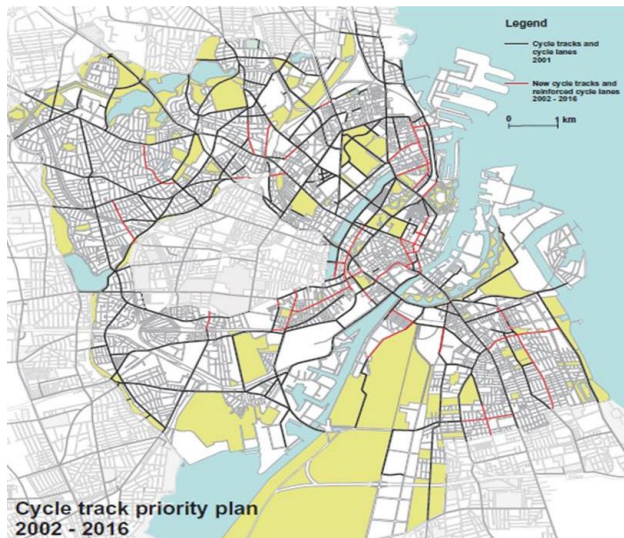 Legend
Cycle tracks and
cycle lanes
2001
New cycle tracks and
reinforced cycle lanes
2002 - 2016
0 1 km
Cycle track priority plan
2002 - 2016